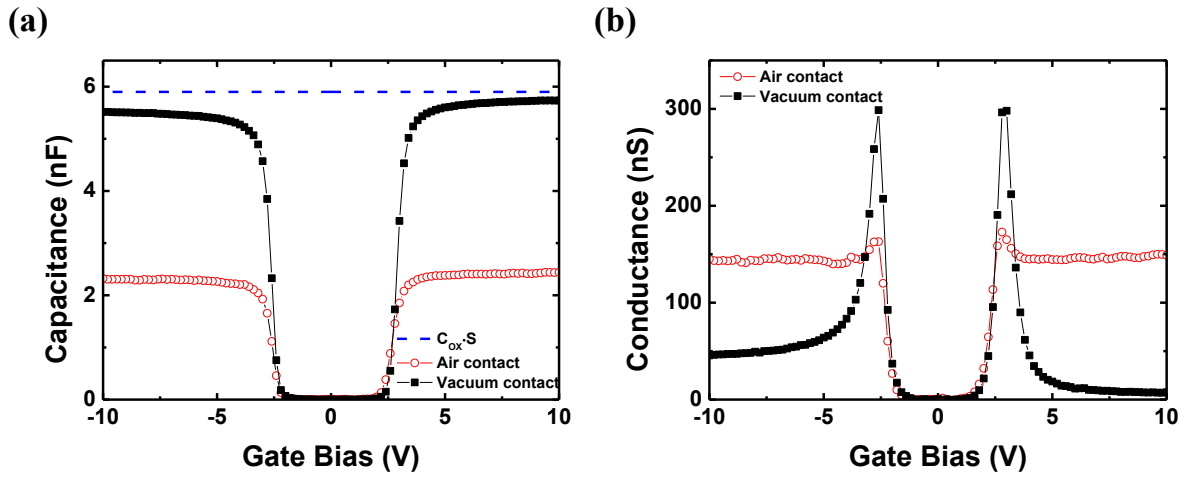 (a)
6
4
2
0
-10
-5
0
5
10
Capacitance (nF)
Gate Bias (V)
C_OX·S
Air contact
Vacuum contact
(b)
300
200
100
0
-10
-5
0
5
10
Conductance (nS)
Gate Bias (V)
Air contact
Vacuum contact